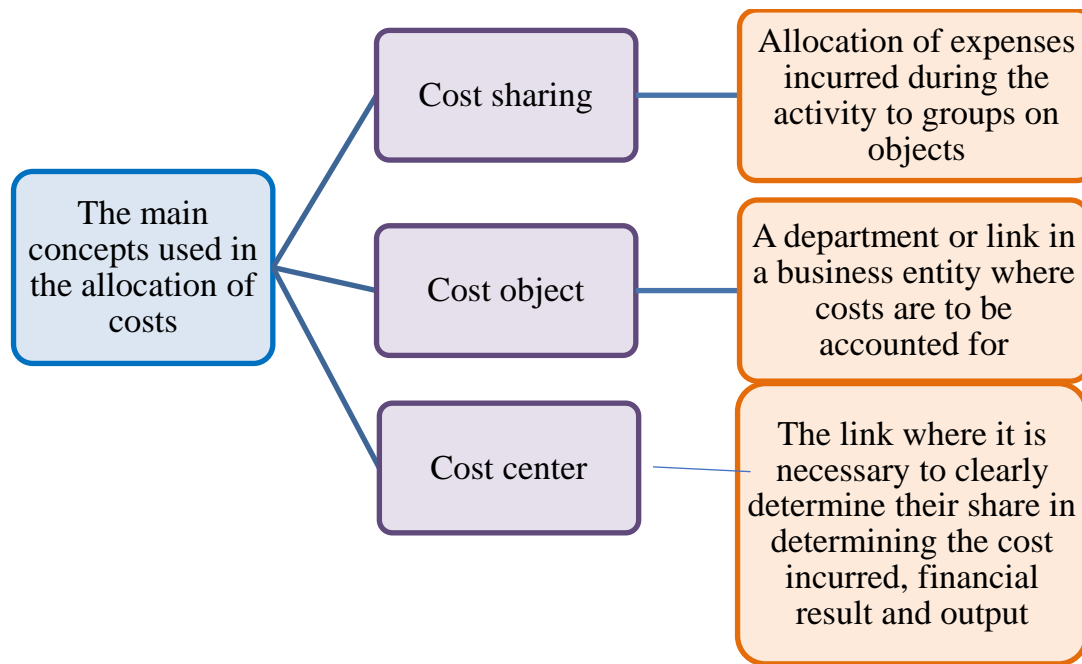 The main
concepts used in
the allocation of
costs
Cost sharing
Allocation of expenses
incurred during the
activity to groups on
objects
Cost object
A department or link in
a business entity where
costs are to be
accounted for
Cost center
The link where it is
necessary to clearly
determine their share in
determining the cost
incurred, financial
result and output